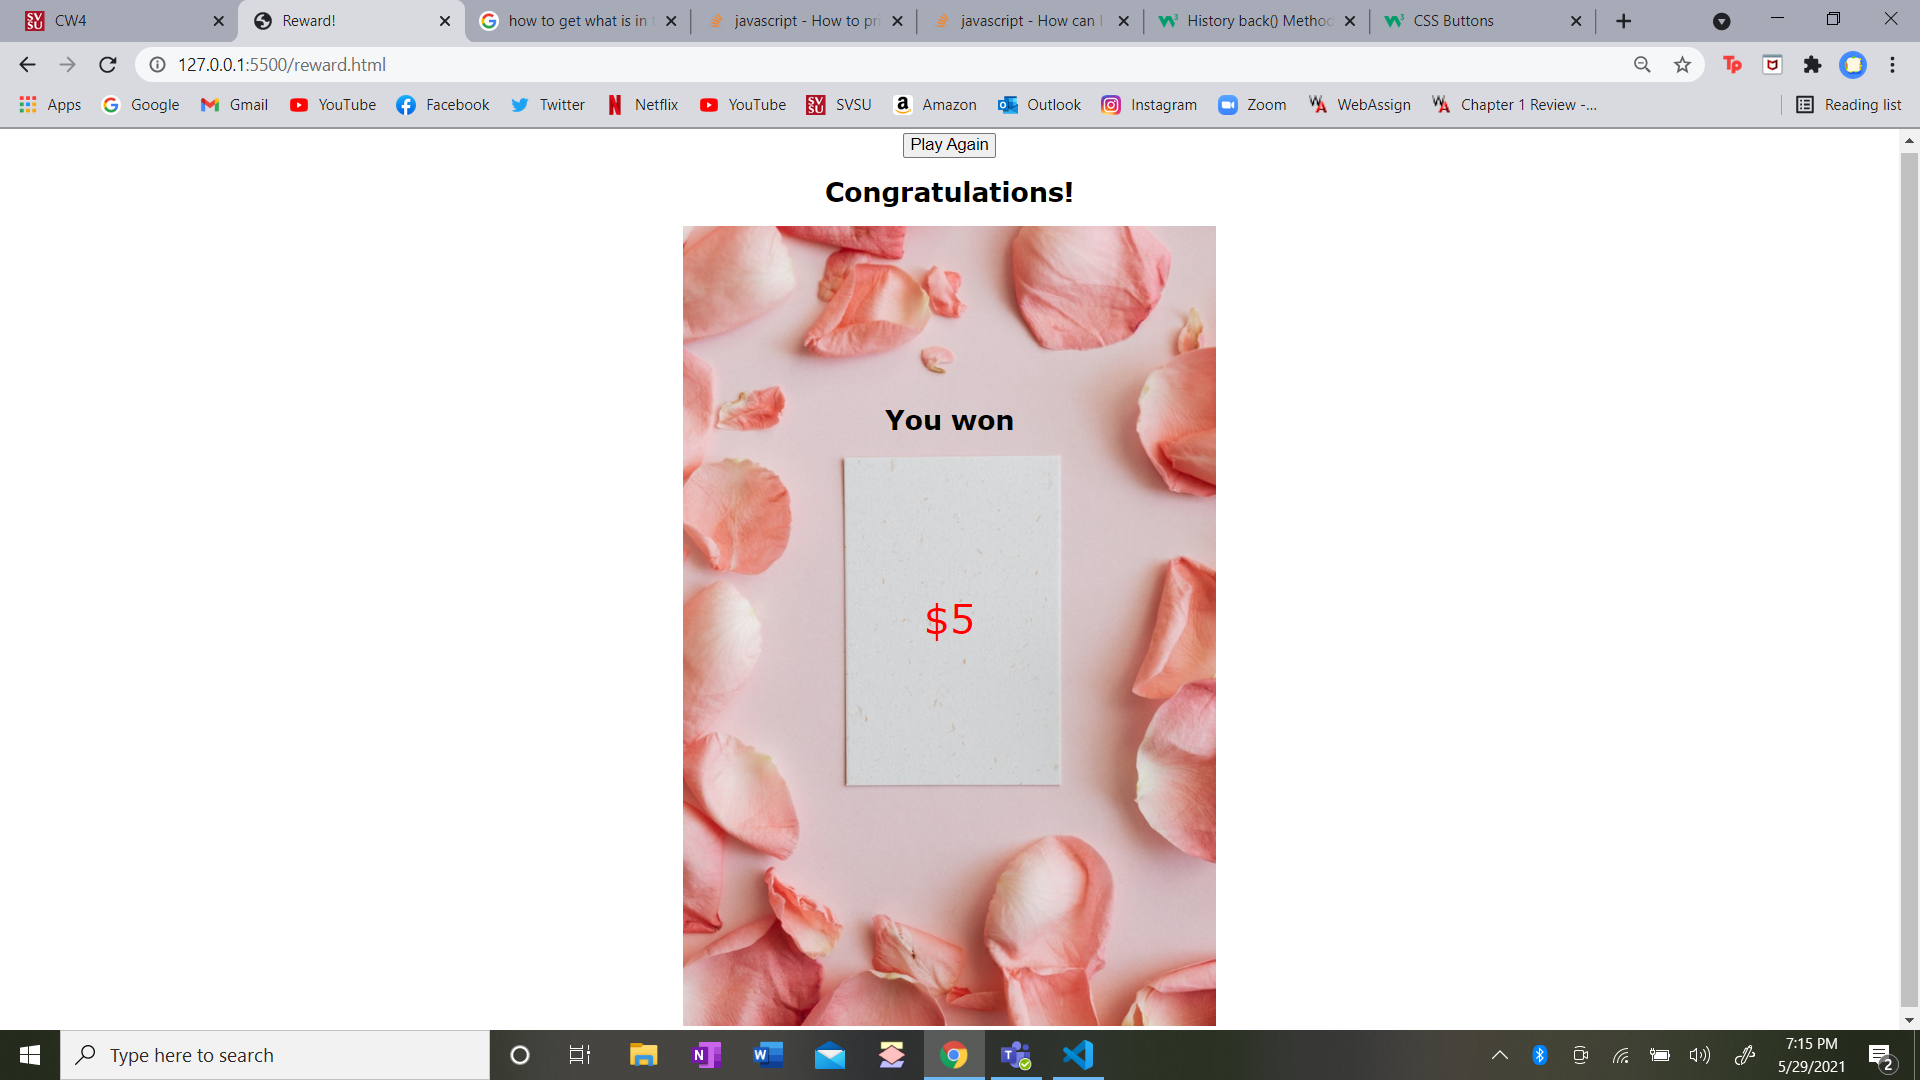 CW4
Reward!
how to get what is in
javascript - How to pri
javascript - How can I
History back() Method
CSS Buttons
127.0.0.1:5500/reward.html
Apps
Google
Gmail
YouTube
Facebook
Twitter
Netflix
YouTube
SVSU
Amazon
Outlook
Instagram
Zoom
WebAssign
Chapter 1 Review -...
Reading list
Play Again
Congratulations!
You won
$5
Type here to search
7:15 PM
5/29/2021
2